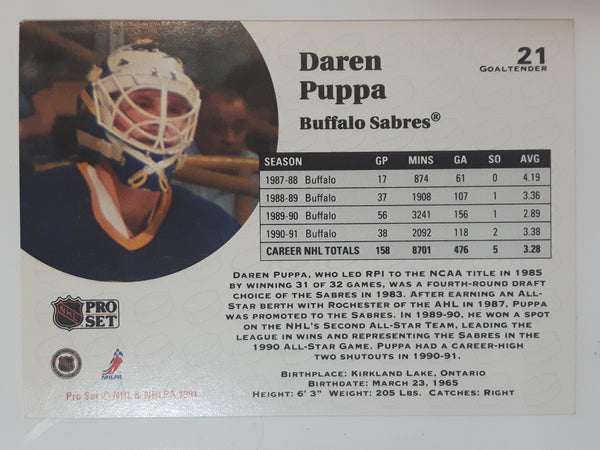 Daren
Puppa
Buffalo Sabres®
21
GOALTENDER
SEASON GP MINS GA SO AVG
1987-88 Buffalo 17 874 61 0 4.19
1988-89 Buffalo 37 1908 107 1 3.36
1989-90 Buffalo 56 3241 156 1 2.89
1990-91 Buffalo 38 2092 118 2 3.38
CAREER NHL TOTALS 158 8701 476 5 3.28
DAREN PUPPA, WHO LED RPI TO THE NCAA TITLE IN 1985
BY WINNING 31 OF 32 GAMES, WAS A FOURTH-ROUND DRAFT
CHOICE OF THE SABRES IN 1983. AFTER EARNING AN ALL-
STAR BERTH WITH ROCHESTER OF THE AHL IN 1987, PUPPA
WAS PROMOTED TO THE SABRES. IN 1989-90, HE WON A SPOT
ON THE NHL'S SECOND ALL-STAR TEAM, LEADING THE
LEAGUE IN WINS AND REPRESENTING THE SABRES IN THE
1990 ALL-STAR GAME. PUPPA HAD A CAREER-HIGH
TWO SHUTOUTS IN 1990-91.
BIRTHPLACE: KIRKLAND LAKE, ONTARIO
BIRTHDATE: MARCH 23, 1965
HEIGHT: 6' 3" WEIGHT: 205 LBS. CATCHES: RIGHT
NHL PRO
SET
NHLPA
Pro Set © NHL & NHLPA 1991